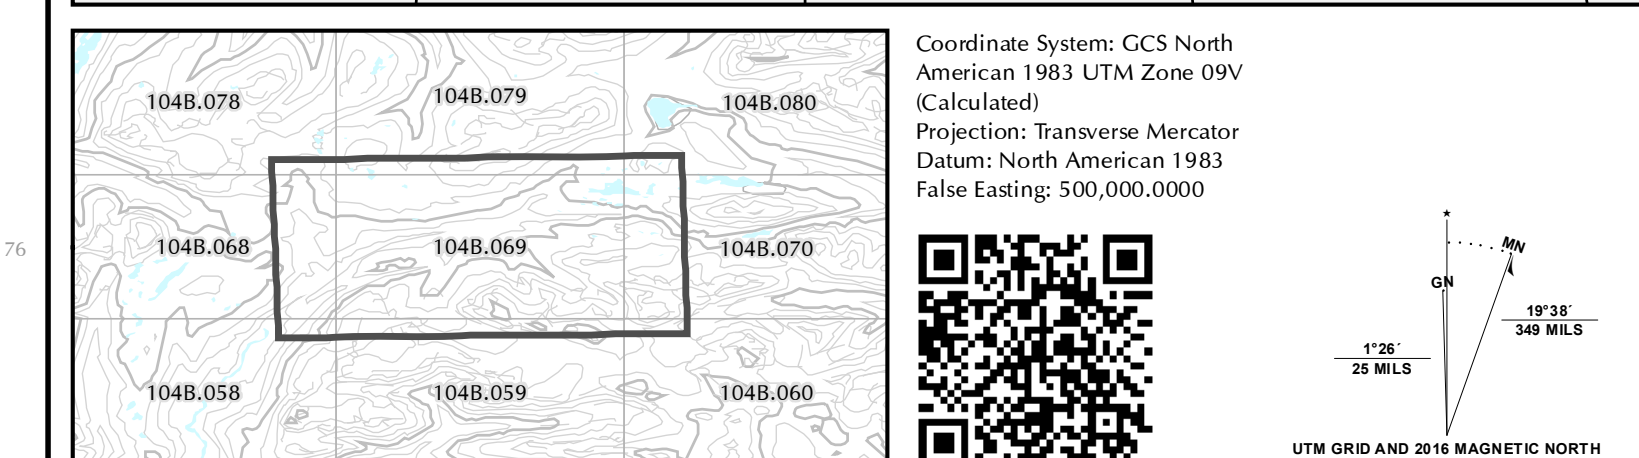 104B.078 104B.079 104B.080
76
104B.068 104B.069 104B.070
104B.058 104B.059 104B.060
Coordinate System: GCS North
American 1983 UTM Zone 09V
(Calculated)
Projection: Transverse Mercator
Datum: North American 1983
False Easting: 500,000.0000
MN
GN
19°38´
349 MILS
1°26´
25 MILS
UTM GRID AND 2016 MAGNETIC NORTH